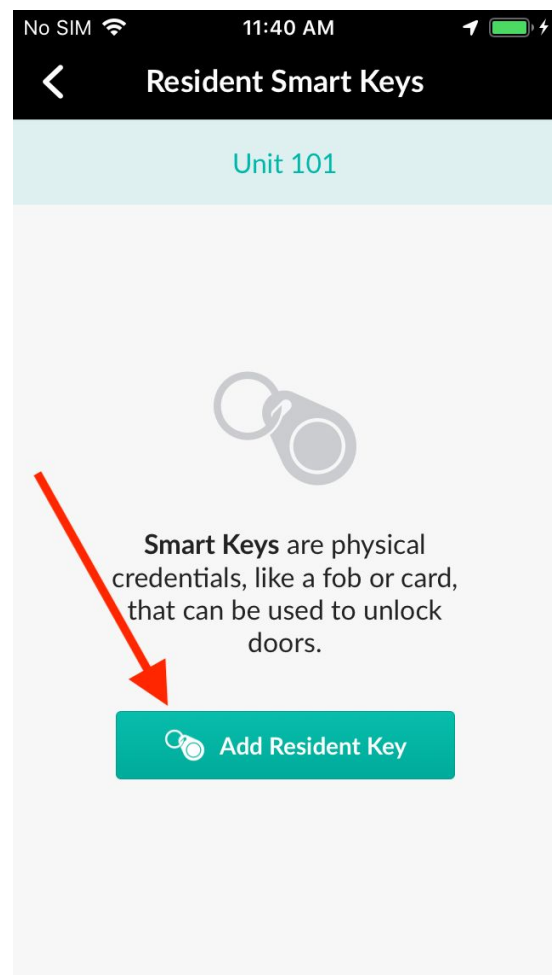 No SIM 11:40 AM
Resident Smart Keys
Unit 101
Smart Keys are physical
credentials, like a fob or card,
that can be used to unlock
doors.
Add Resident Key